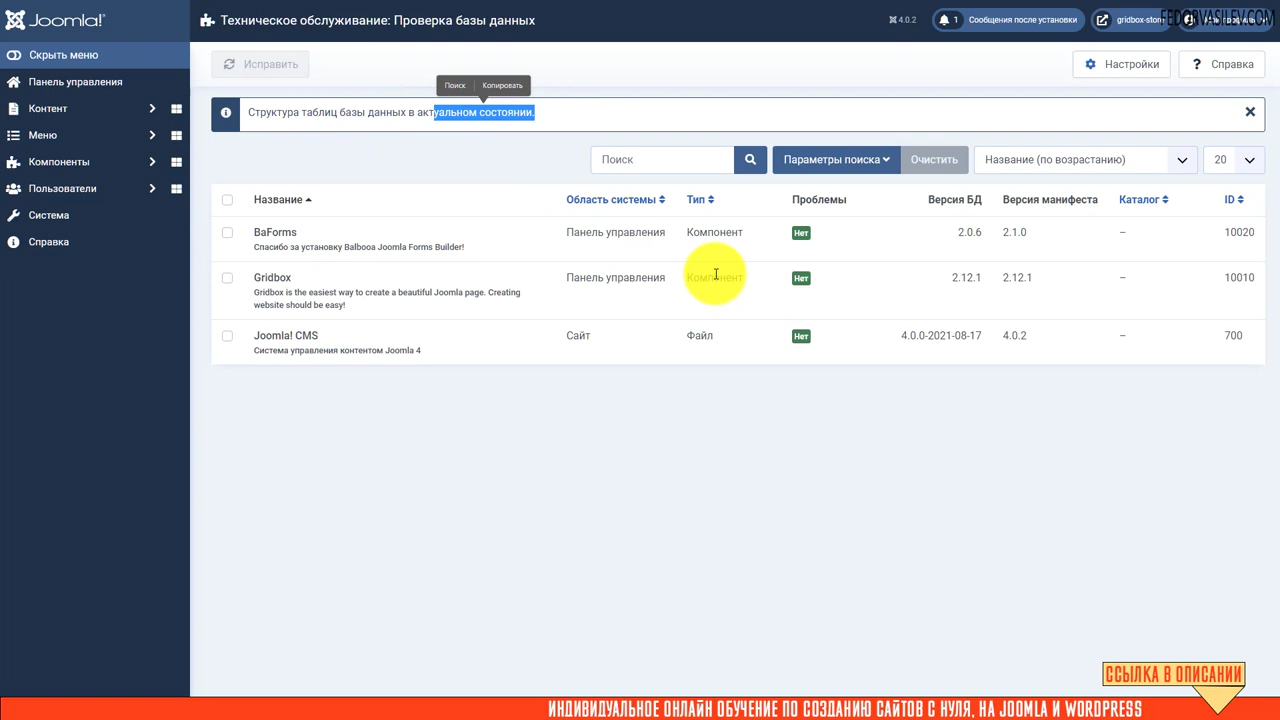 Joomla!®
Техническое обслуживание: Проверка базы данных
4.0.2
1
Сообщения после установки
gridbox-store
FEDORVASILEV.COM
Скрыть меню
Панель управления
Контент
Меню
Компоненты
Пользователи
Система
Справка
Исправить
Настройки
? Справка
Поиск
Копировать
Структура таблиц базы данных в актуальном состоянии.
Поиск
Параметры поиска
Очистить
Название (по возрастанию)
20
Название Область системы Тип Проблемы Версия БД Версия манифеста Каталог ID
BaForms Панель управления Компонент Нет 2.0.6 2.1.0 – 10020
Спасибо за установку Balbooa Joomla Forms Builder!
Gridbox Панель управления Компонент Нет 2.12.1 2.12.1 – 10010
Gridbox is the easiest way to create a beautiful Joomla page. Creating
website should be easy!
Joomla! CMS Сайт Файл Нет 4.0.0-2021-08-17 4.0.2 – 700
Система управления контентом Joomla 4
ССЫЛКА В ОПИСАНИИ
ИНДИВИДУАЛЬНОЕ ОНЛАЙН ОБУЧЕНИЕ ПО СОЗДАНИЮ САЙТОВ С НУЛЯ, НА JOOMLA И WORDPRESS